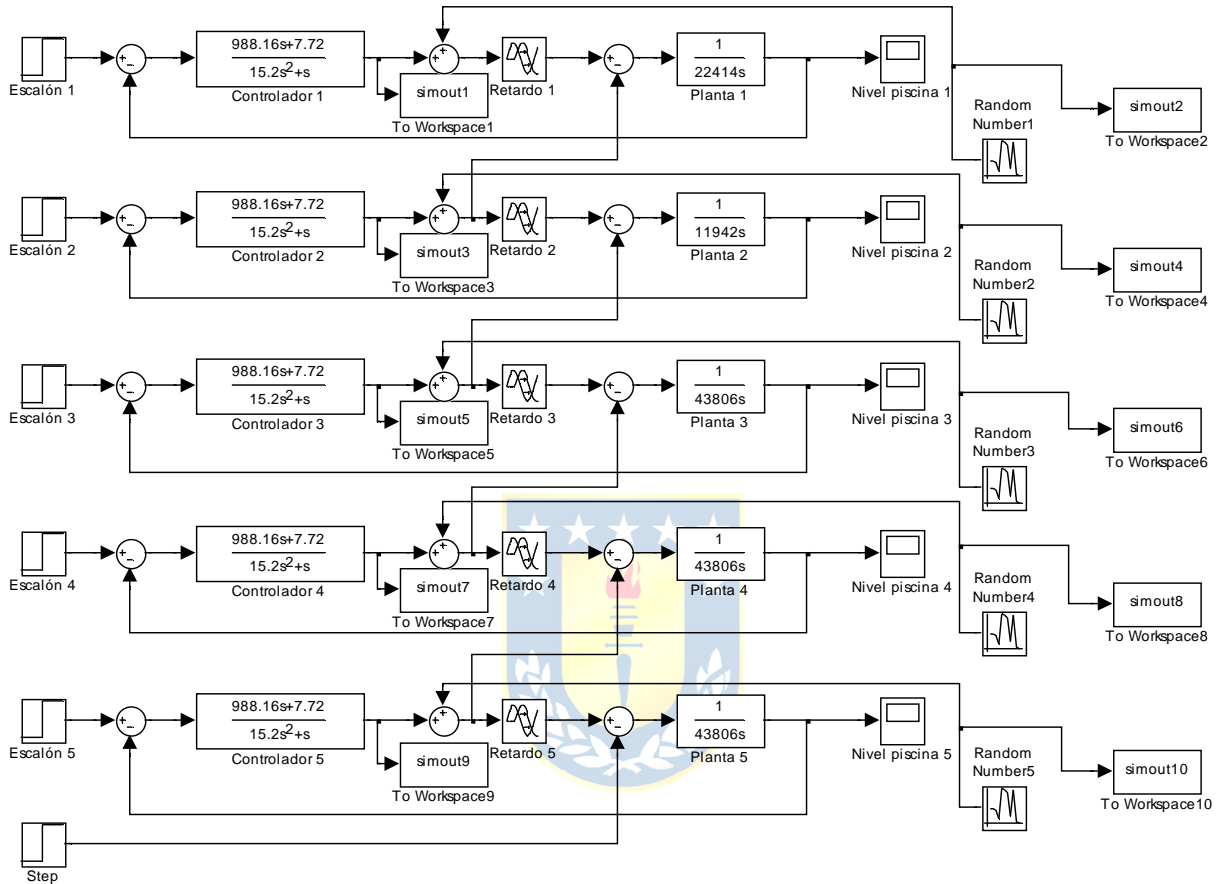 988.16s+7.72
15.2s²+s
Escalón 1
Controlador 1
simout1
To Workspace1
Retardo 1
1
22414s
Planta 1
Nivel piscina 1
Random
Number1
simout2
To Workspace2
988.16s+7.72
15.2s²+s
Escalón 2
Controlador 2
simout3
To Workspace3
Retardo 2
1
11942s
Planta 2
Nivel piscina 2
Random
Number2
simout4
To Workspace4
988.16s+7.72
15.2s²+s
Escalón 3
Controlador 3
simout5
To Workspace5
Retardo 3
1
43806s
Planta 3
Nivel piscina 3
Random
Number3
simout6
To Workspace6
988.16s+7.72
15.2s²+s
Escalón 4
Controlador 4
simout7
To Workspace7
Retardo 4
1
43806s
Planta 4
Nivel piscina 4
Random
Number4
simout8
To Workspace8
988.16s+7.72
15.2s²+s
Escalón 5
Controlador 5
simout9
To Workspace9
Retardo 5
1
43806s
Planta 5
Nivel piscina 5
Random
Number5
simout10
To Workspace10
Step